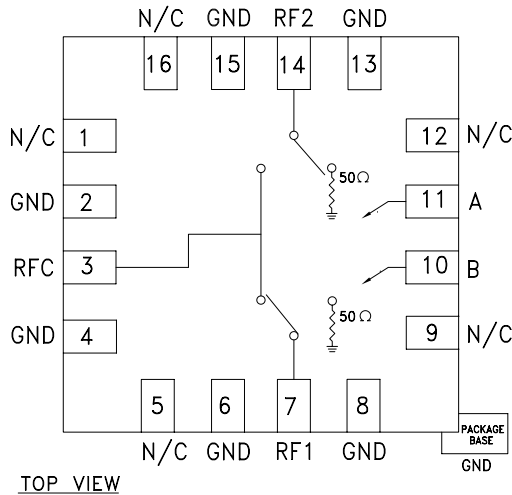 N/C GND RF2 GND
16 15 14 13
N/C 1 12 N/C
50Ω
GND 2 11 A
RFC 3 10 B
50Ω
GND 4 9 N/C
5 6 7 8
N/C GND RF1 GND
PACKAGE
BASE
GND
TOP VIEW